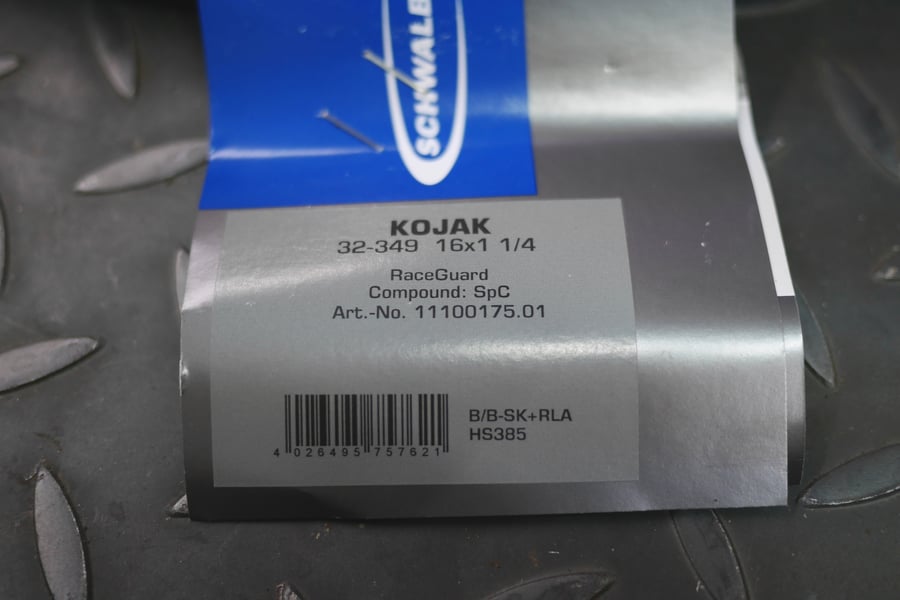 SCHWALB
KOJAK
32-349 16x1 1/4
RaceGuard
Compound: SpC
Art.-No. 11100175.01
B/B-SK+RLA
HS385
4 026495 757621